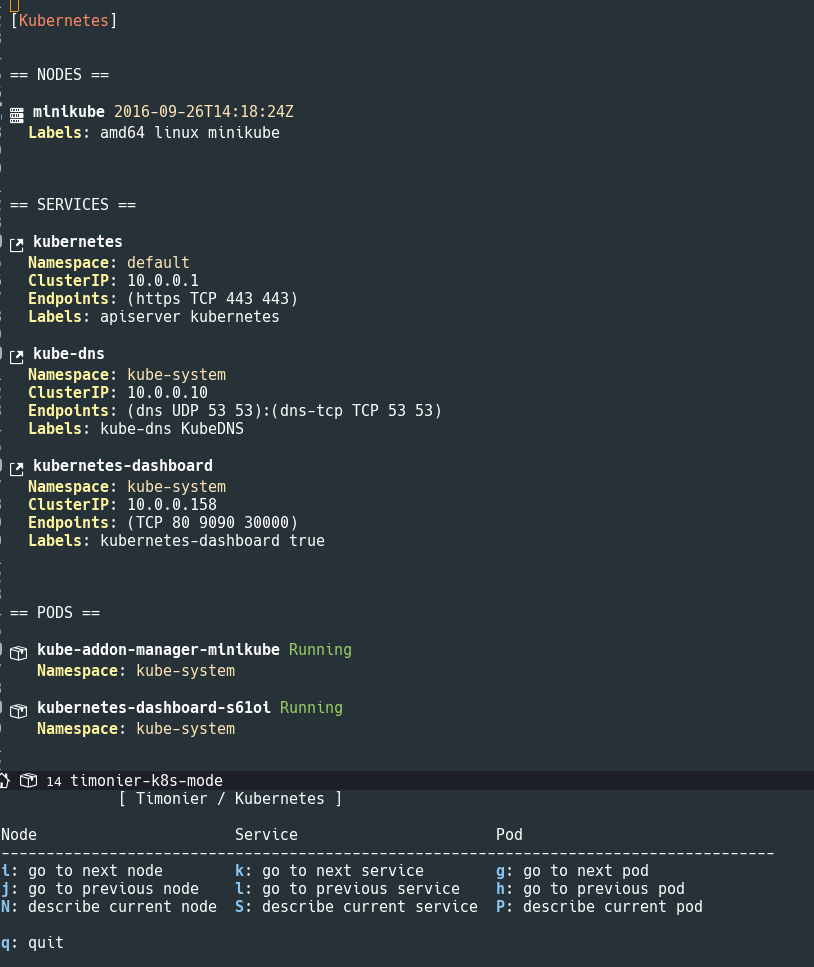 [Kubernetes]
== NODES ==
minikube 2016-09-26T14:18:24Z
Labels: amd64 linux minikube
== SERVICES ==
kubernetes
Namespace: default
ClusterIP: 10.0.0.1
Endpoints: (https TCP 443 443)
Labels: apiserver kubernetes
kube-dns
Namespace: kube-system
ClusterIP: 10.0.0.10
Endpoints: (dns UDP 53 53):(dns-tcp TCP 53 53)
Labels: kube-dns KubeDNS
kubernetes-dashboard
Namespace: kube-system
ClusterIP: 10.0.0.158
Endpoints: (TCP 80 9090 30000)
Labels: kubernetes-dashboard true
== PODS ==
kube-addon-manager-minikube Running
Namespace: kube-system
kubernetes-dashboard-s61oi Running
Namespace: kube-system
14 timonier-k8s-mode
[ Timonier / Kubernetes ]
Node Service Pod
--------------------------------------------------------------------------------------
i: go to next node k: go to next service g: go to next pod
j: go to previous node l: go to previous service h: go to previous pod
N: describe current node S: describe current service P: describe current pod
q: quit